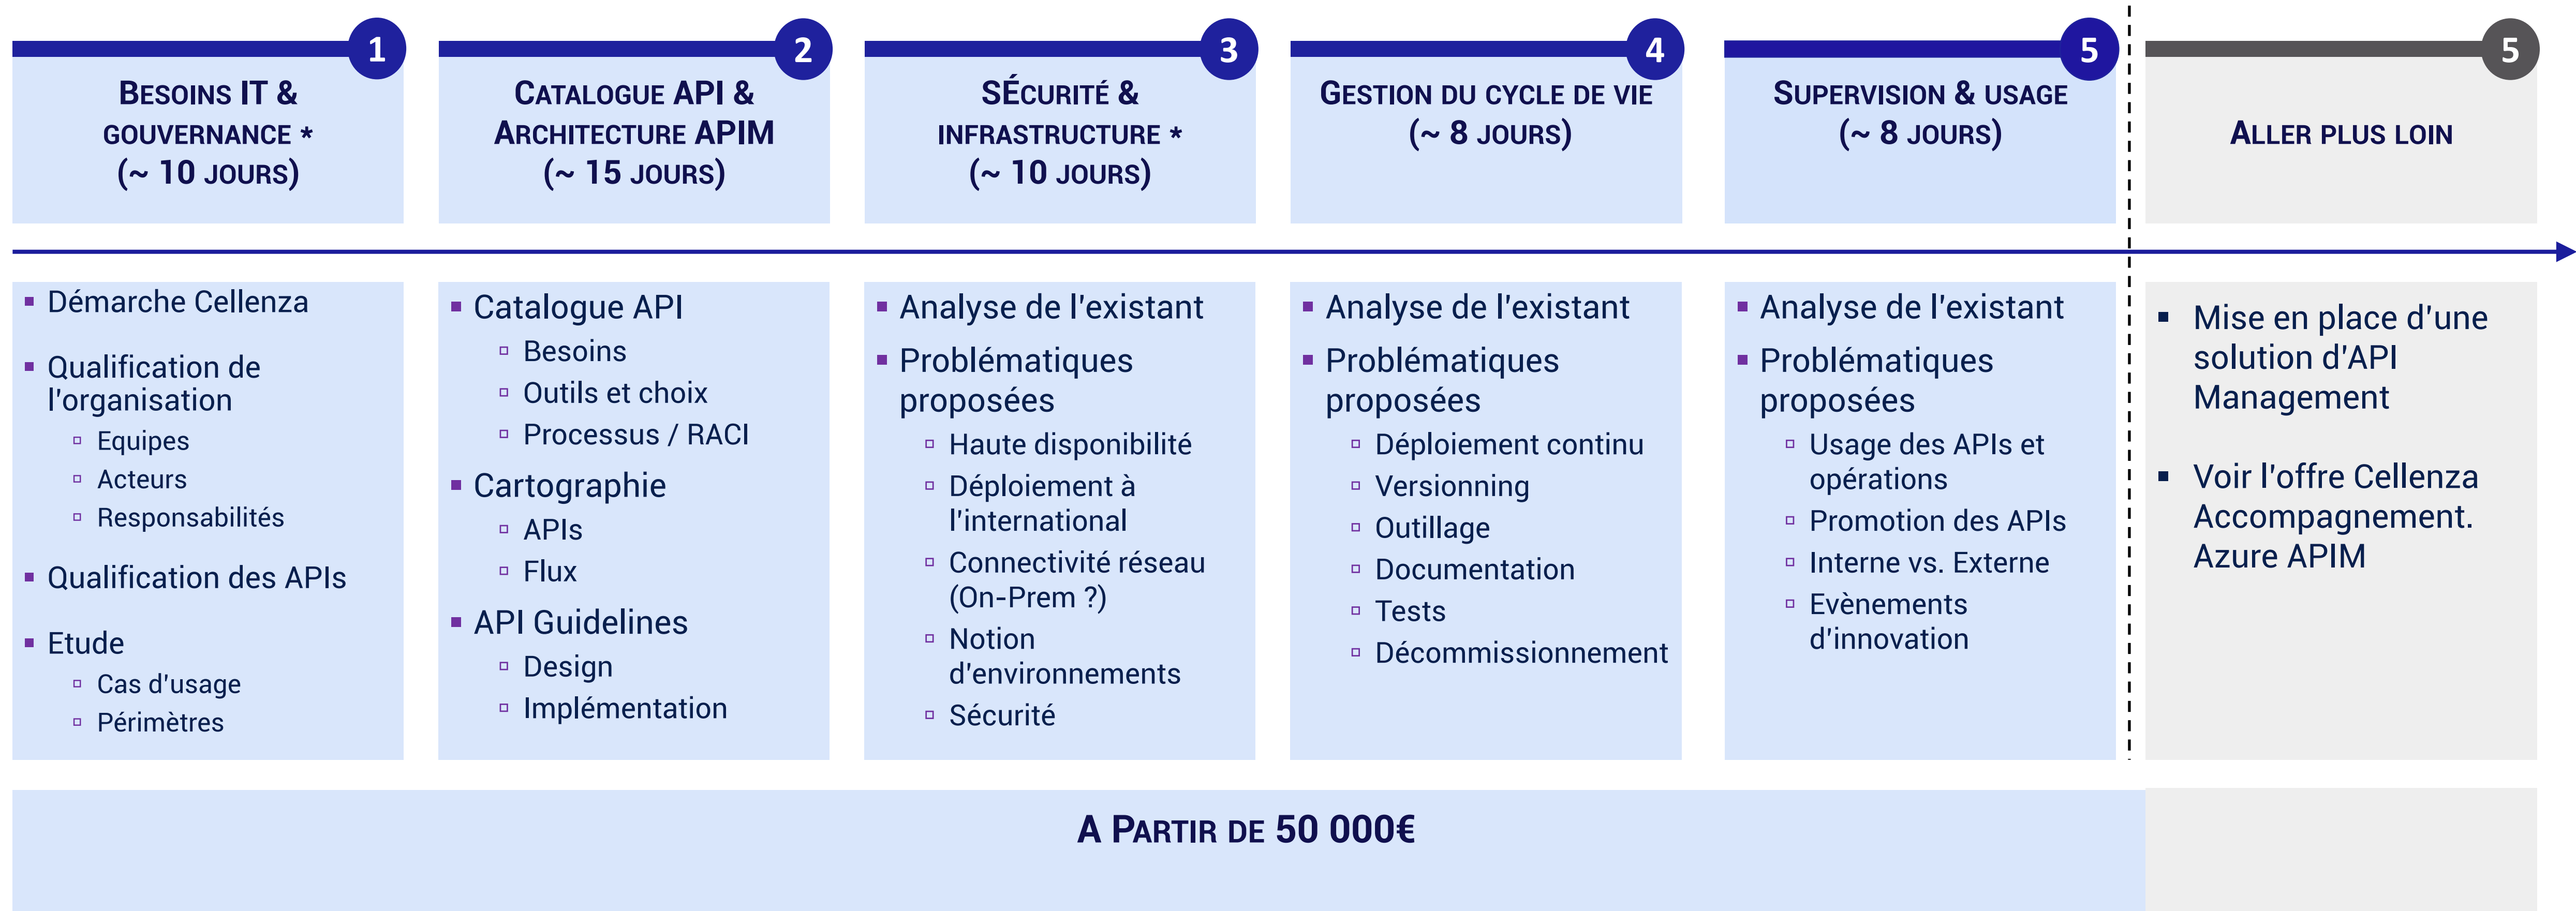 1
BESOINS IT &
GOUVERNANCE *
(~ 10 JOURS)
2
CATALOGUE API &
ARCHITECTURE APIM
(~ 15 JOURS)
3
SÉCURITÉ &
INFRASTRUCTURE *
(~ 10 JOURS)
4
GESTION DU CYCLE DE VIE
(~ 8 JOURS)
5
SUPERVISION & USAGE
(~ 8 JOURS)
5
ALLER PLUS LOIN
Démarche Cellenza
Qualification de
l'organisation
Equipes
Acteurs
Responsabilités
Qualification des APIs
Etude
Cas d'usage
Périmètres
Catalogue API
Besoins
Outils et choix
Processus / RACI
Cartographie
APIs
Flux
API Guidelines
Design
Implémentation
Analyse de l'existant
Problématiques
proposées
Haute disponibilité
Déploiement à
l'international
Connectivité réseau
(On-Prem ?)
Notion
d'environnements
Sécurité
Analyse de l'existant
Problématiques
proposées
Déploiement continu
Versionning
Outillage
Documentation
Tests
Décommissionnement
Analyse de l'existant
Problématiques
proposées
Usage des APIs et
opérations
Promotion des APIs
Interne vs. Externe
Evènements
d'innovation
Mise en place d'une
solution d'API
Management
Voir l'offre Cellenza
Accompagnement.
Azure APIM
A PARTIR DE 50 000€